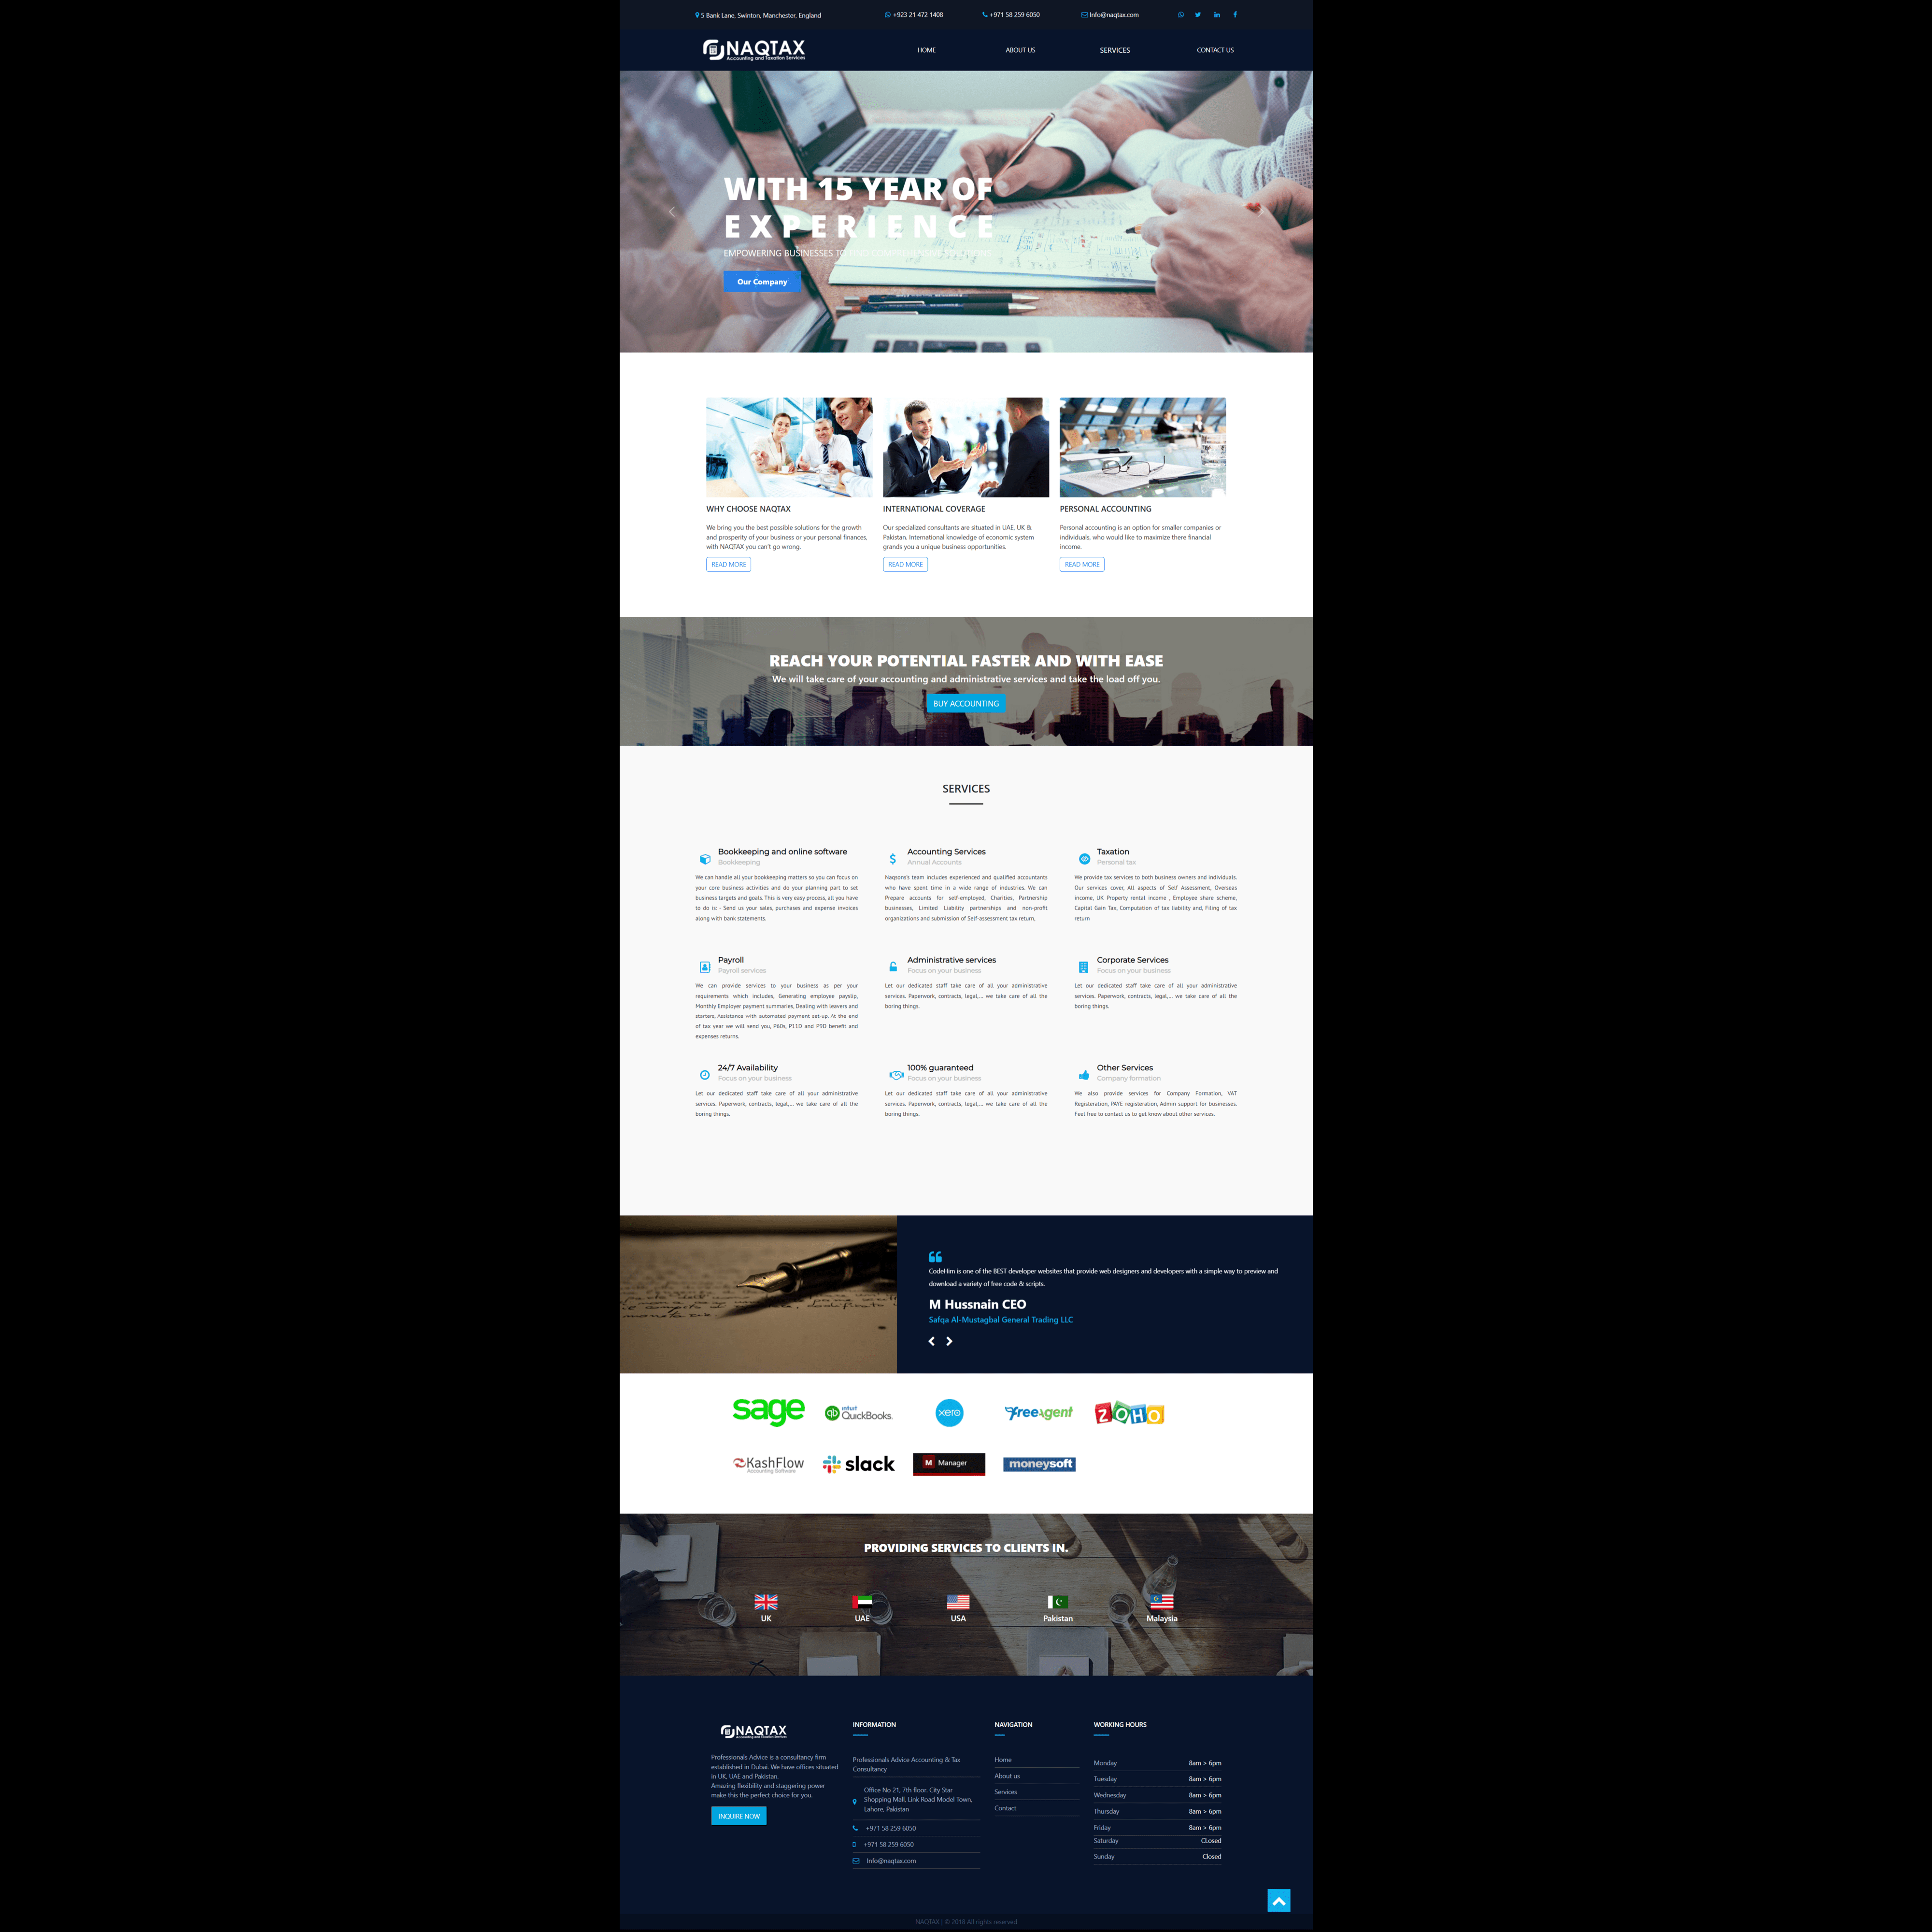 5 Bank Lane, Swinton, Manchester, England
+923 21 472 1408
+971 58 259 6050
Info@naqtax.com
NAQTAX
Accounting and Taxation Services
HOME
ABOUT US
SERVICES
CONTACT US
WITH 15 YEAR OF
EXPERIENCE
EMPOWERING BUSINESSES TO
Our Company
WHY CHOOSE NAQTAX
We bring you the best possible solutions for the growth
and prosperity of your business or your personal finances,
with NAQTAX you can't go wrong.
READ MORE
INTERNATIONAL COVERAGE
Our specialized consultants are situated in UAE, UK &
Pakistan. International knowledge of economic system
grands you a unique business opportunities.
READ MORE
PERSONAL ACCOUNTING
Personal accounting is an option for smaller companies or
individuals, who would like to maximize there financial
income.
READ MORE
REACH YOUR POTENTIAL FASTER AND WITH EASE
We will take care of your accounting and administrative services and take the load off you.
BUY ACCOUNTING
SERVICES
Bookkeeping and online software
Bookkeeping
We can handle all your bookkeeping matters so you can focus on
your core business activities and do your planning part to set
business targets and goals. This is very easy process, all you have
to do is: - Send us your sales, purchases and expense invoices
along with bank statements.
Accounting Services
Annual Accounts
Naqsons's team includes experienced and qualified accountants
who have spent time in a wide range of industries. We can
Prepare accounts for self-employed, Charities, Partnership
businesses, Limited Liability partnerships and non-profit
organizations and submission of Self-assessment tax return,
Taxation
Personal tax
We provide tax services to both business owners and individuals.
Our services cover, All aspects of Self Assessment, Overseas
income, UK Property rental income , Employee share scheme,
Capital Gain Tax, Computation of tax liability and, Filing of tax
return
Payroll
Payroll services
We can provide services to your business as per your
requirements which includes, Generating employee payslip,
Monthly Employer payment summaries, Dealing with leavers and
starters, Assistance with automated payment set up. At the end
of tax year we will send you, P60s, P11D and P9D benefit and
expenses returns.
Administrative services
Focus on your business
Let our dedicated staff take care of all your administrative
services. Paperwork, contracts, legal,... we take care of all the
boring things.
Corporate Services
Focus on your business
Let our dedicated staff take care of all your administrative
services. Paperwork, contracts, legal,... we take care of all the
boring things.
24/7 Availability
Focus on your business
Let our dedicated staff take care of all your administrative
services. Paperwork, contracts, legal,... we take care of all the
boring things.
100% guaranteed
Focus on your business
Let our dedicated staff take care of all your administrative
services. Paperwork, contracts, legal,... we take care of all the
boring things.
Other Services
Company formation
We also provide services for Company Formation, VAT
Registeration, PAYE registeration, Admin support for businesses.
Feel free to contact us to get know about other services.
CodeHim is one of the BEST developer websites that provide web designers and developers with a simple way to preview and
download a variety of free code & scripts.
M Hussnain CEO
Safqa Al-Mustagbal General Trading LLC
sage
intuit
qb QuickBooks.
xero
FreeAgent
ZOHO
KashFlow
Accounting Software
slack
M Manager
moneysoft
PROVIDING SERVICES TO CLIENTS IN.
UK
UAE
USA
Pakistan
Malaysia
NAQTAX
Accounting and Taxation Services
Professionals Advice is a consultancy firm
established in Dubai. We have offices situated
in UK, UAE and Pakistan.
Amazing flexibility and staggering power
make this the perfect choice for you.
INQUIRE NOW
INFORMATION
Professionals Advice Accounting & Tax
Consultancy
Office No 21, 7th floor. City Star
Shopping Mall, Link Road Model Town,
Lahore, Pakistan
+971 58 259 6050
+971 58 259 6050
Info@naqtax.com
NAVIGATION
Home
About us
Services
Contact
WORKING HOURS
Monday 8am > 6pm
Tuesday 8am > 6pm
Wednesday 8am > 6pm
Thursday 8am > 6pm
Friday 8am > 6pm
Saturday CLosed
Sunday Closed
NAQTAX | © 2018 All rights reserved